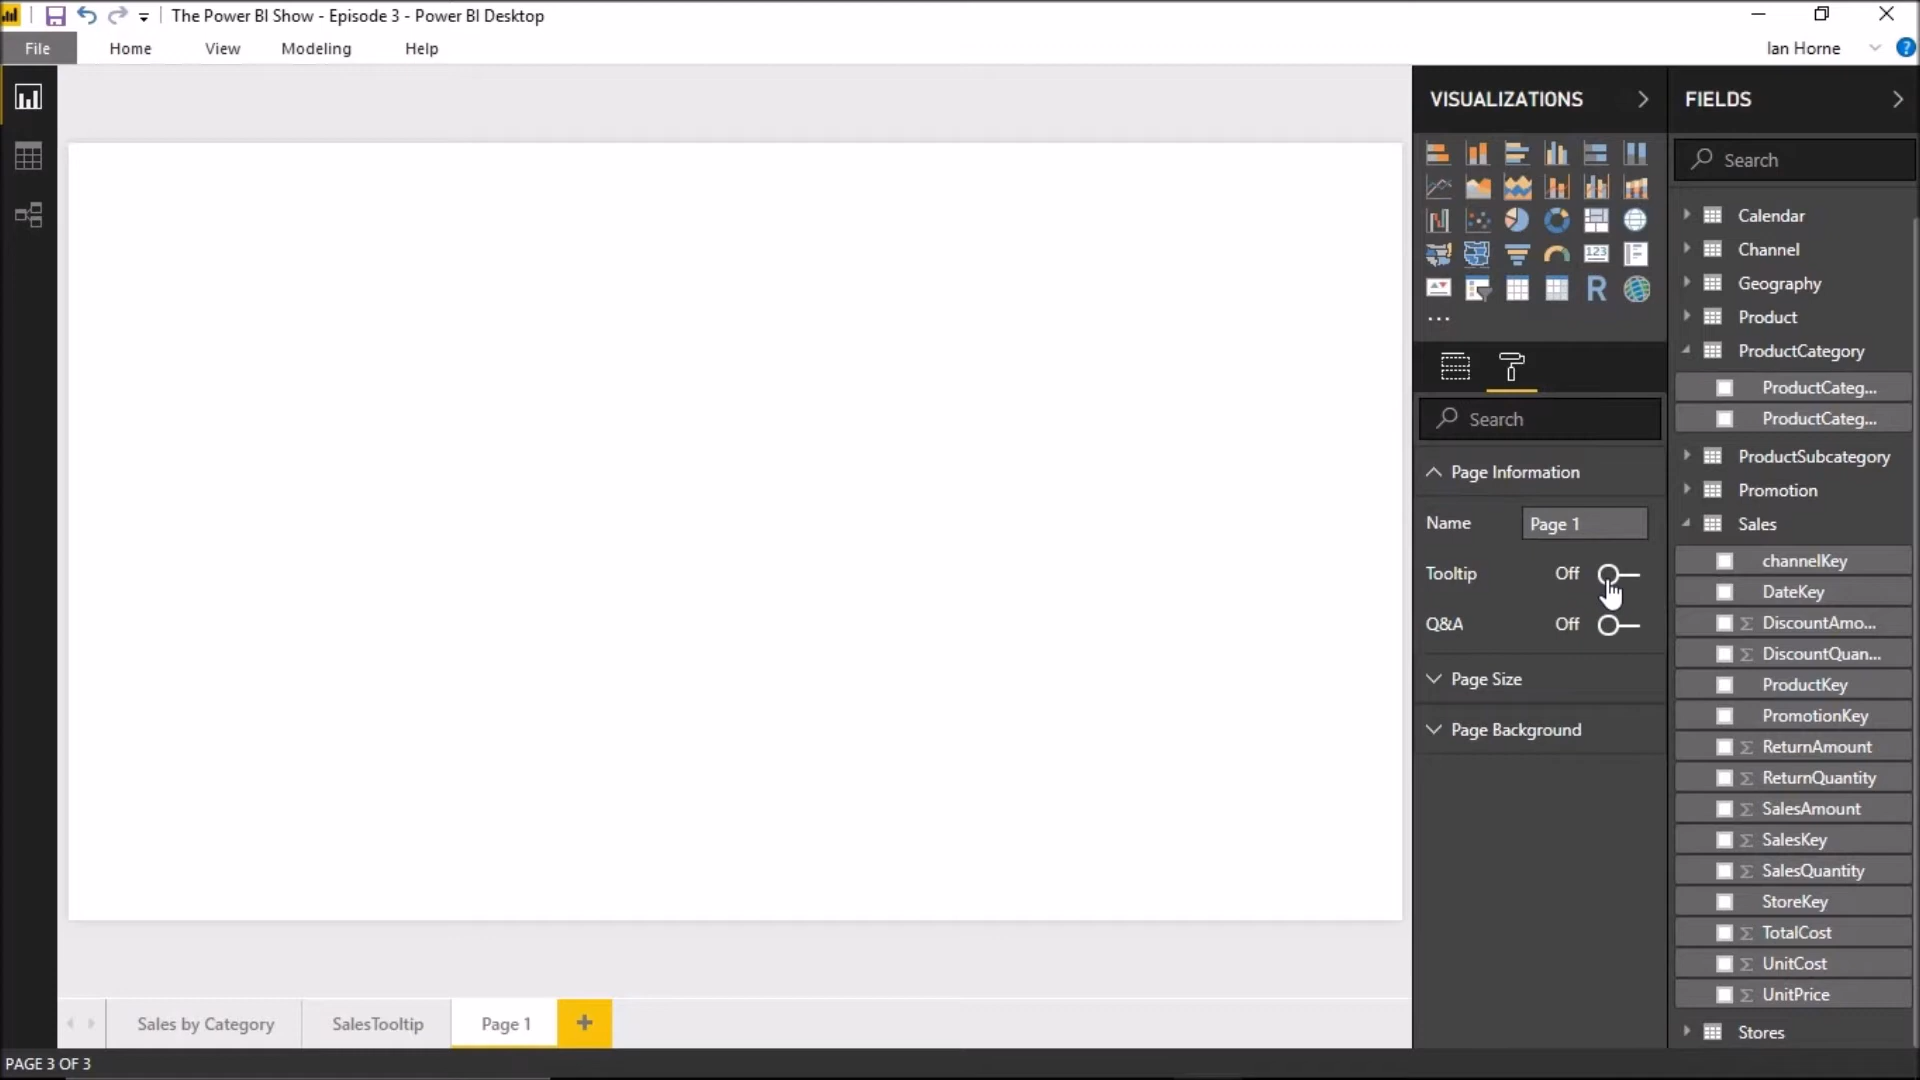 The Power BI Show - Episode 3 - Power BI Desktop
File Home View Modeling Help
Ian Horne
?
VISUALIZATIONS
123
R
...
Search
Page Information
Name Page 1
Tooltip Off
Q&A Off
Page Size
Page Background
FIELDS
Search
Calendar
Channel
Geography
Product
ProductCategory
ProductCateg...
ProductCateg...
ProductSubcategory
Promotion
Sales
channelKey
DateKey
Σ DiscountAmo...
Σ DiscountQuan...
ProductKey
PromotionKey
Σ ReturnAmount
Σ ReturnQuantity
Σ SalesAmount
Σ SalesKey
Σ SalesQuantity
StoreKey
Σ TotalCost
Σ UnitCost
Σ UnitPrice
Stores
Sales by Category SalesTooltip Page 1 +
PAGE 3 OF 3